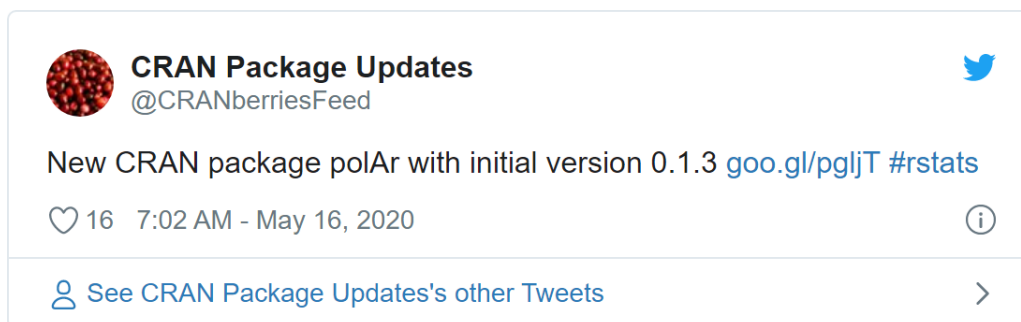 CRAN Package Updates
@CRANberriesFeed
New CRAN package polAr with initial version 0.1.3 goo.gl/pgljT #rstats
16 7:02 AM - May 16, 2020
See CRAN Package Updates's other Tweets